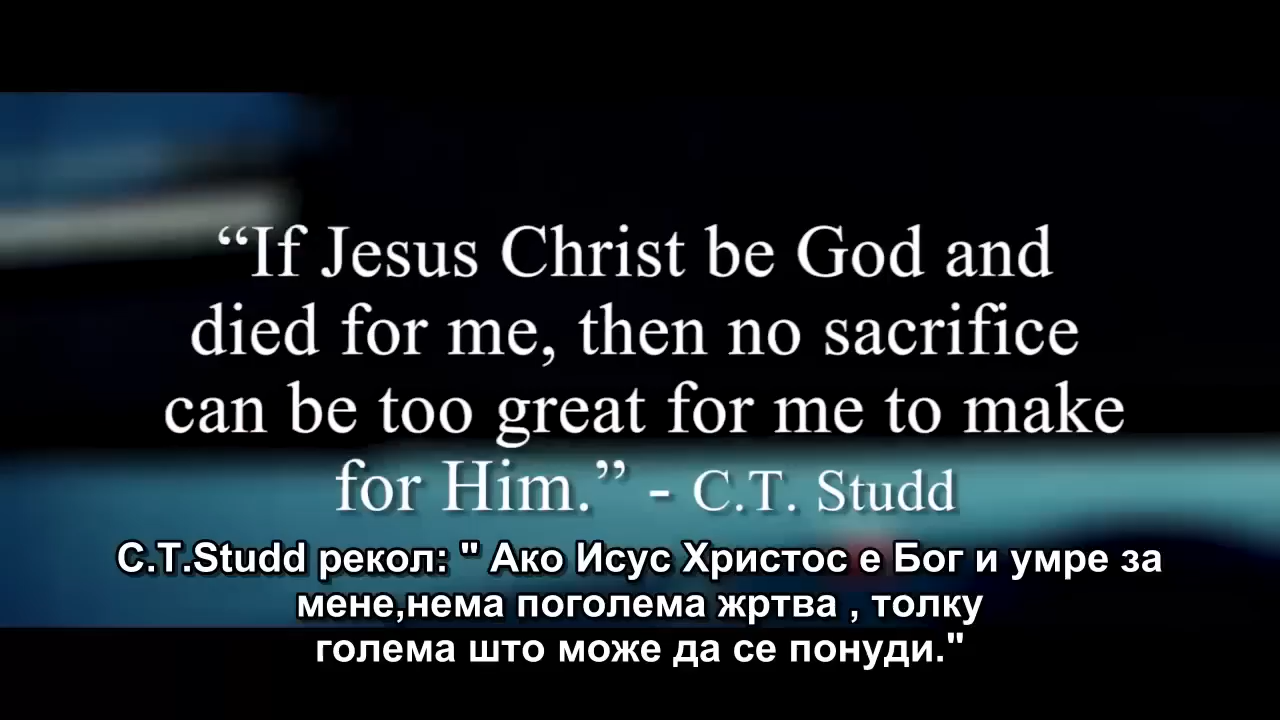 “If Jesus Christ be God and
died for me, then no sacrifice
can be too great for me to make
for Him.” - C.T. Studd
C.T.Studd рекол: " Ако Исус Христос е Бог и умре за
мене,нема поголема жртва , толку
голема што може да се понуди."